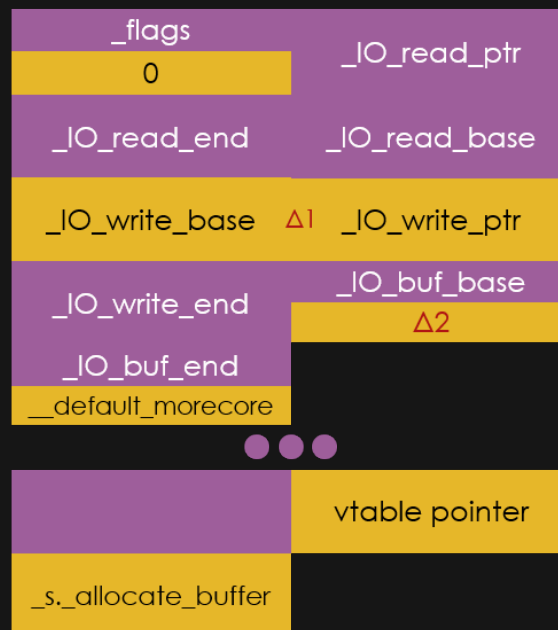 _flags
_IO_read_ptr
0
_IO_read_end
_IO_read_base
_IO_write_base
Δ1
_IO_write_ptr
_IO_write_end
_IO_buf_base
Δ2
_IO_buf_end
__default_morecore
vtable pointer
_s._allocate_buffer